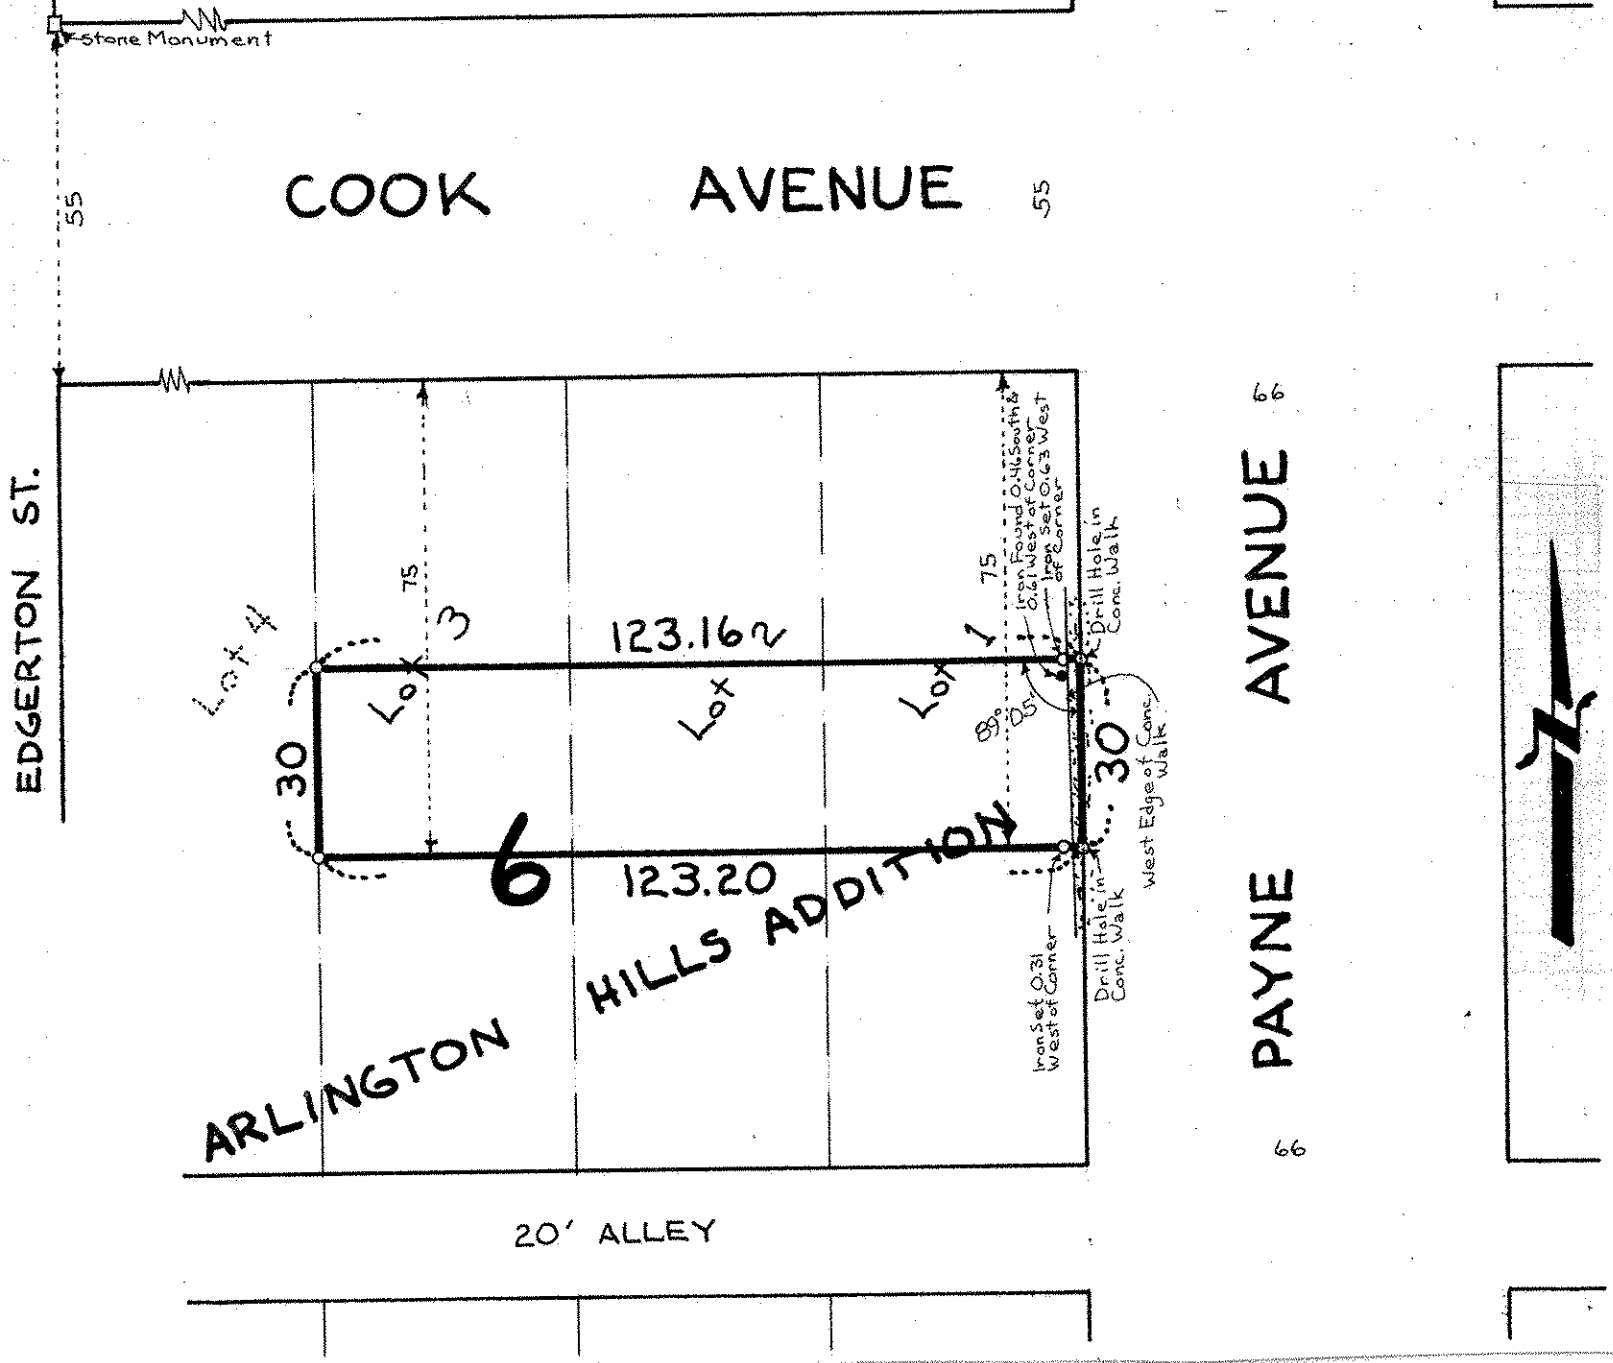 Stone Monument
55
COOK AVENUE
55
66
EDGERTON ST.
75
75
Iron Found 0.46 South &
0.61 West of Corner
Iron Set 0.63 West
of Corner
Drill Hole in
Conc. Walk
AVENUE
Lot 4
Lot 3
123.16
Lot 2
Lot 1
89° 05'
30
30
West Edge of Conc.
Walk
6
123.20
ARLINGTON HILLS ADDITION
Iron Set 0.31
West of Corner
Drill Hole in
Conc. Walk
PAYNE
66
20' ALLEY